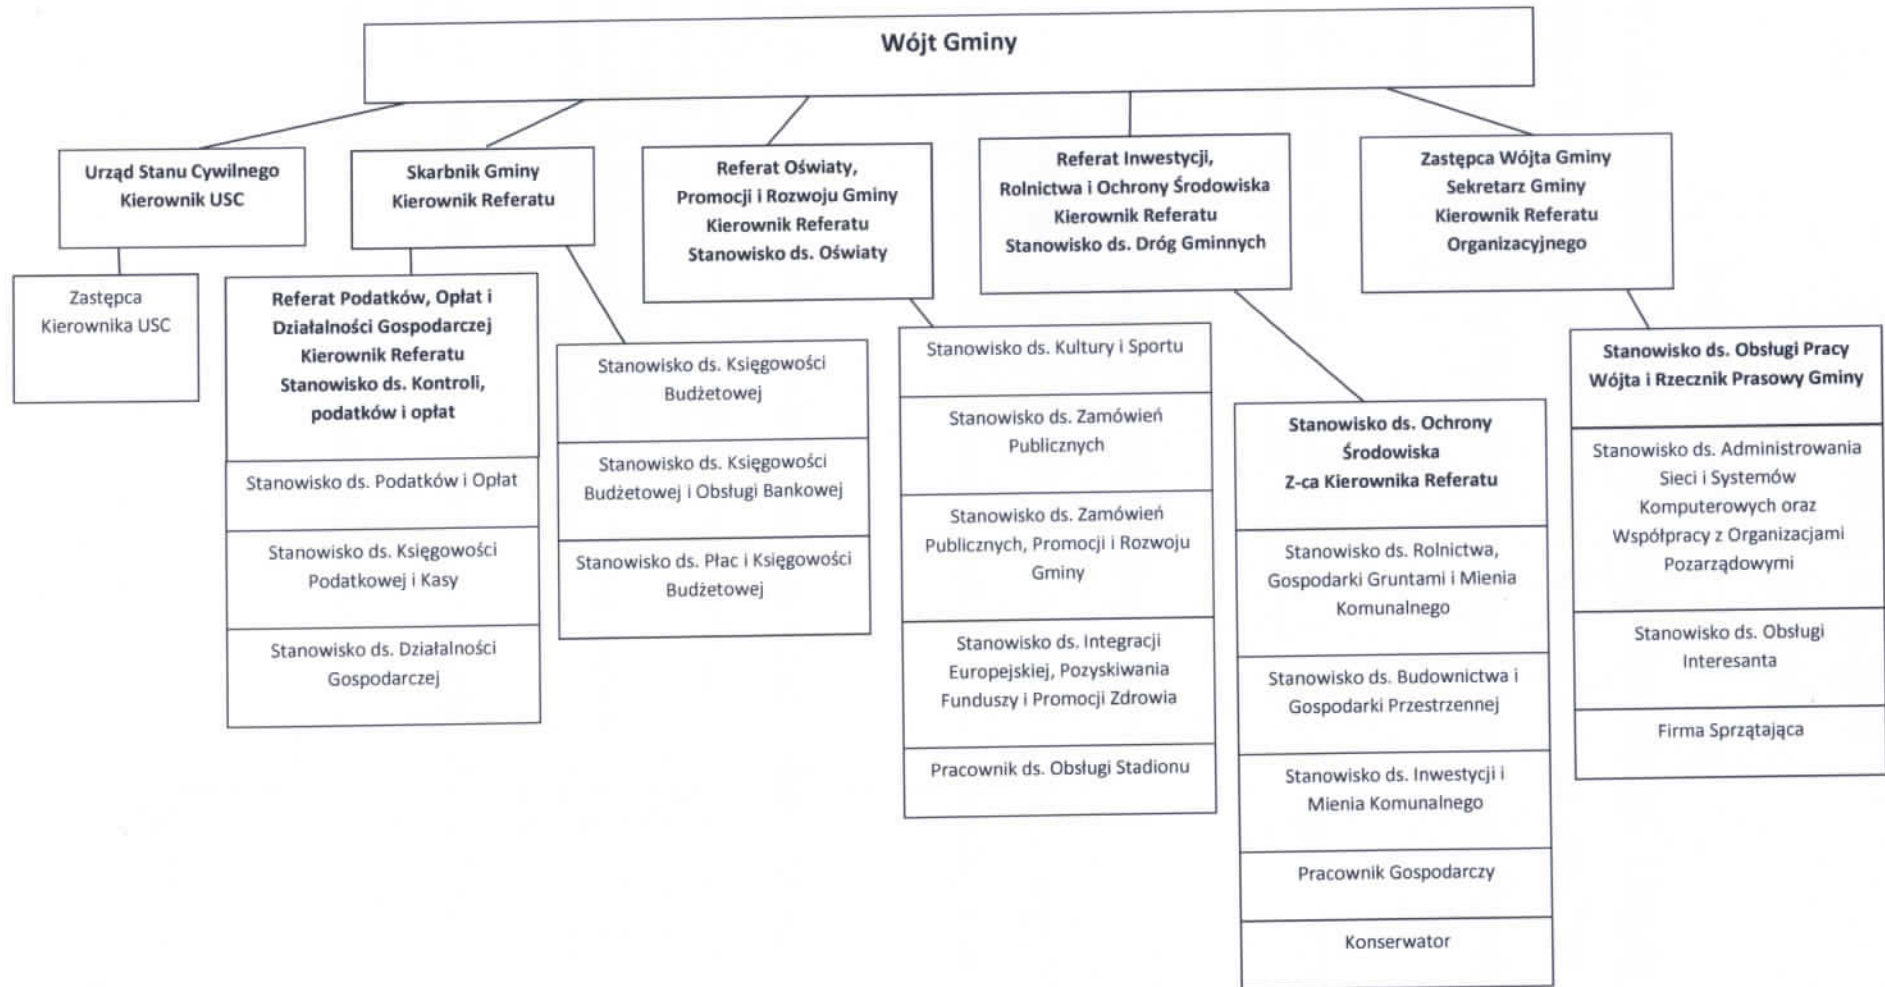 Wójt Gminy
Urząd Stanu Cywilnego
Kierownik USC
Skarbnik Gminy
Kierownik Referatu
Referat Oświaty,
Promocji i Rozwoju Gminy
Kierownik Referatu
Stanowisko ds. Oświaty
Referat Inwestycji,
Rolnictwa i Ochrony Środowiska
Kierownik Referatu
Stanowisko ds. Dróg Gminnych
Zastępca Wójta Gminy
Sekretarz Gminy
Kierownik Referatu
Organizacyjnego
Zastępca
Kierownika USC
Referat Podatków, Opłat i
Działalności Gospodarczej
Kierownik Referatu
Stanowisko ds. Kontroli,
podatków i opłat
Stanowisko ds. Podatków i Opłat
Stanowisko ds. Księgowości
Podatkowej i Kasy
Stanowisko ds. Działalności
Gospodarczej
Stanowisko ds. Księgowości
Budżetowej
Stanowisko ds. Księgowości
Budżetowej i Obsługi Bankowej
Stanowisko ds. Płac i Księgowości
Budżetowej
Stanowisko ds. Kultury i Sportu
Stanowisko ds. Zamówień
Publicznych
Stanowisko ds. Zamówień
Publicznych, Promocji i Rozwoju
Gminy
Stanowisko ds. Integracji
Europejskiej, Pozyskiwania
Funduszy i Promocji Zdrowia
Pracownik ds. Obsługi Stadionu
Stanowisko ds. Ochrony
Środowiska
Z-ca Kierownika Referatu
Stanowisko ds. Rolnictwa,
Gospodarki Gruntami i Mienia
Komunalnego
Stanowisko ds. Budownictwa i
Gospodarki Przestrzennej
Stanowisko ds. Inwestycji i
Mienia Komunalnego
Pracownik Gospodarczy
Konserwator
Stanowisko ds. Obsługi Pracy
Wójta i Rzecznik Prasowy Gminy
Stanowisko ds. Administrowania
Sieci i Systemów
Komputerowych oraz
Współpracy z Organizacjami
Pozarządowymi
Stanowisko ds. Obsługi
Interesanta
Firma Sprzątająca